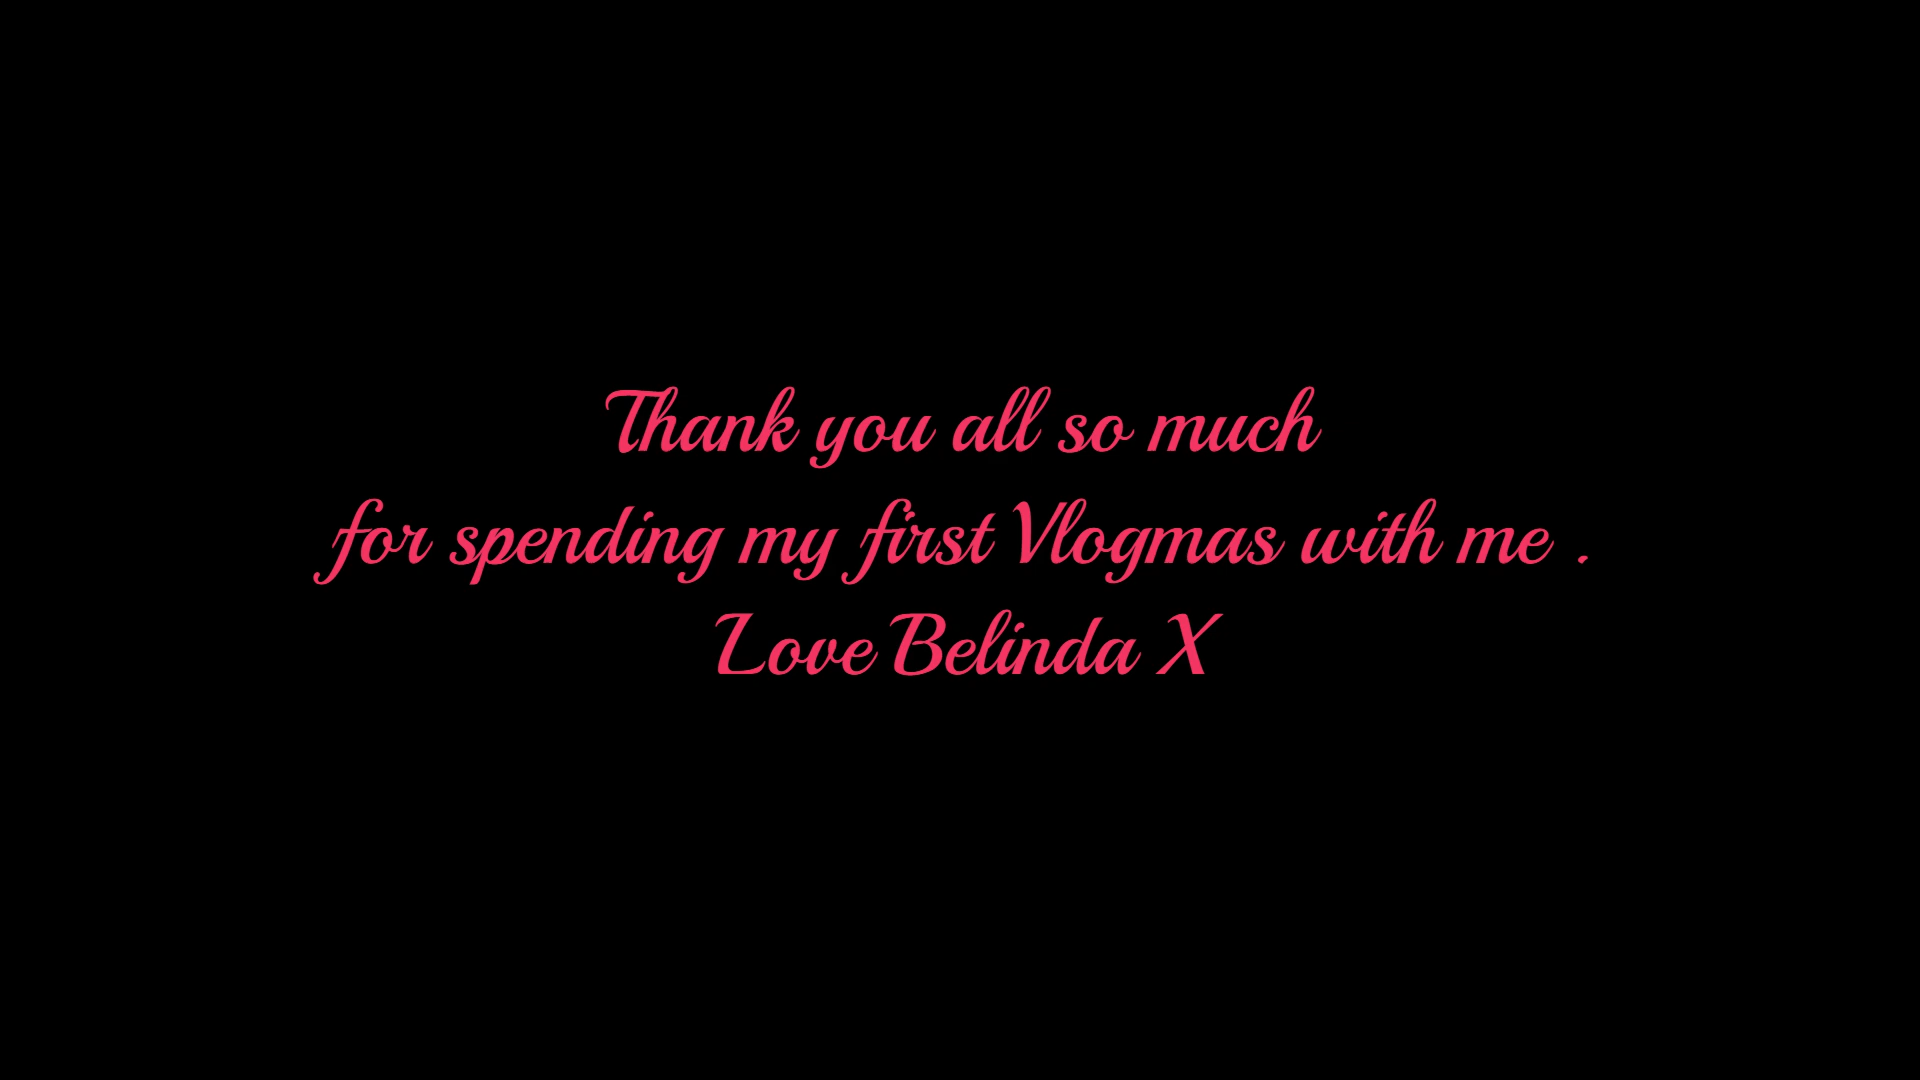 Thank you all so much
for spending my first Vlogmas with me .
Love Belinda X